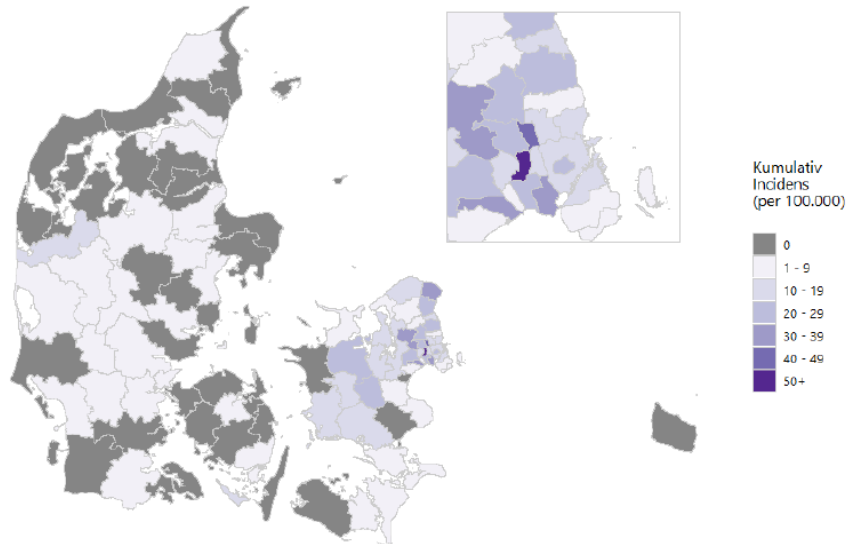 Kumulativ
Incidens
(per 100.000)
0
1 - 9
10 - 19
20 - 29
30 - 39
40 - 49
50+